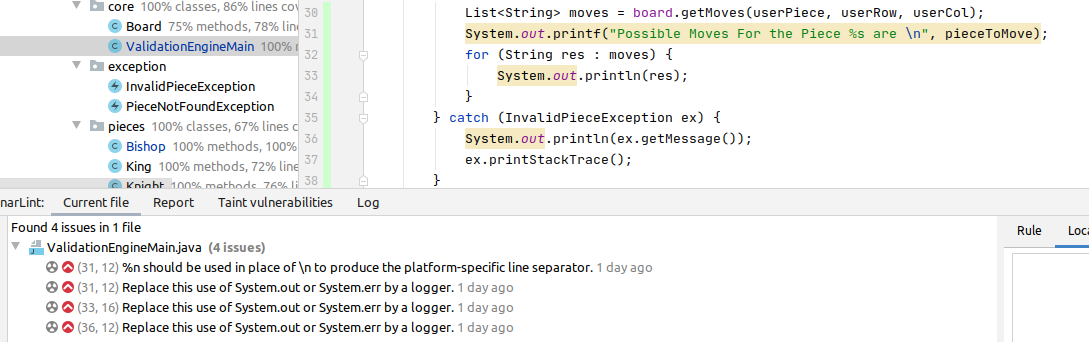 core 100% classes, 86% lines cov
Board 75% methods, 78% l
ValidationEngineMain 100% m
exception
InvalidPieceException
PieceNotFoundException
pieces 100% classes, 67% lines c
Bishop 100% methods, 100%
King 100% methods, 72% line
Knight 100% methods, 76% line
30 List<String> moves = board.getMoves(userPiece, userRow, userCol);
31 System.out.printf("Possible Moves For the Piece %s are \n", pieceToMove);
32 for (String res : moves) {
33 System.out.println(res);
34 }
35 } catch (InvalidPieceException ex) {
36 System.out.println(ex.getMessage());
37 ex.printStackTrace();
38 }
narLint: Current file Report Taint vulnerabilities Log
Found 4 issues in 1 file
ValidationEngineMain.java (4 issues)
(31, 12) %n should be used in place of \n to produce the platform-specific line separator. 1 day ago
(31, 12) Replace this use of System.out or System.err by a logger. 1 day ago
(33, 16) Replace this use of System.out or System.err by a logger. 1 day ago
(36, 12) Replace this use of System.out or System.err by a logger. 1 day ago
Rule Loca